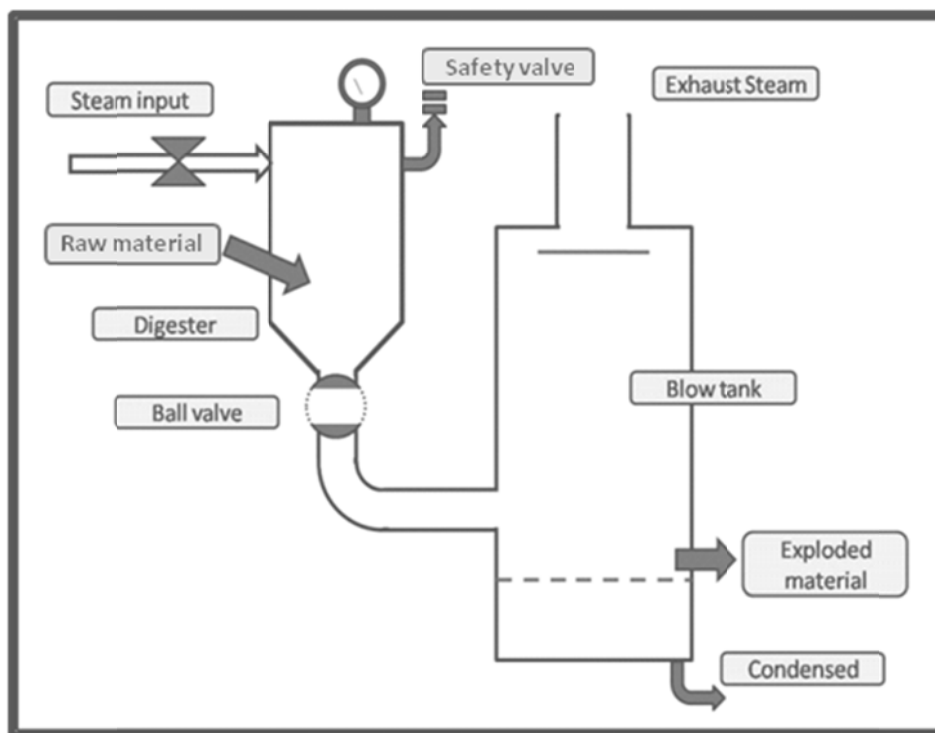 Safety valve
Exhaust Steam
Steam input
Raw material
Digester
Blow tank
Ball valve
Exploded
material
Condensed